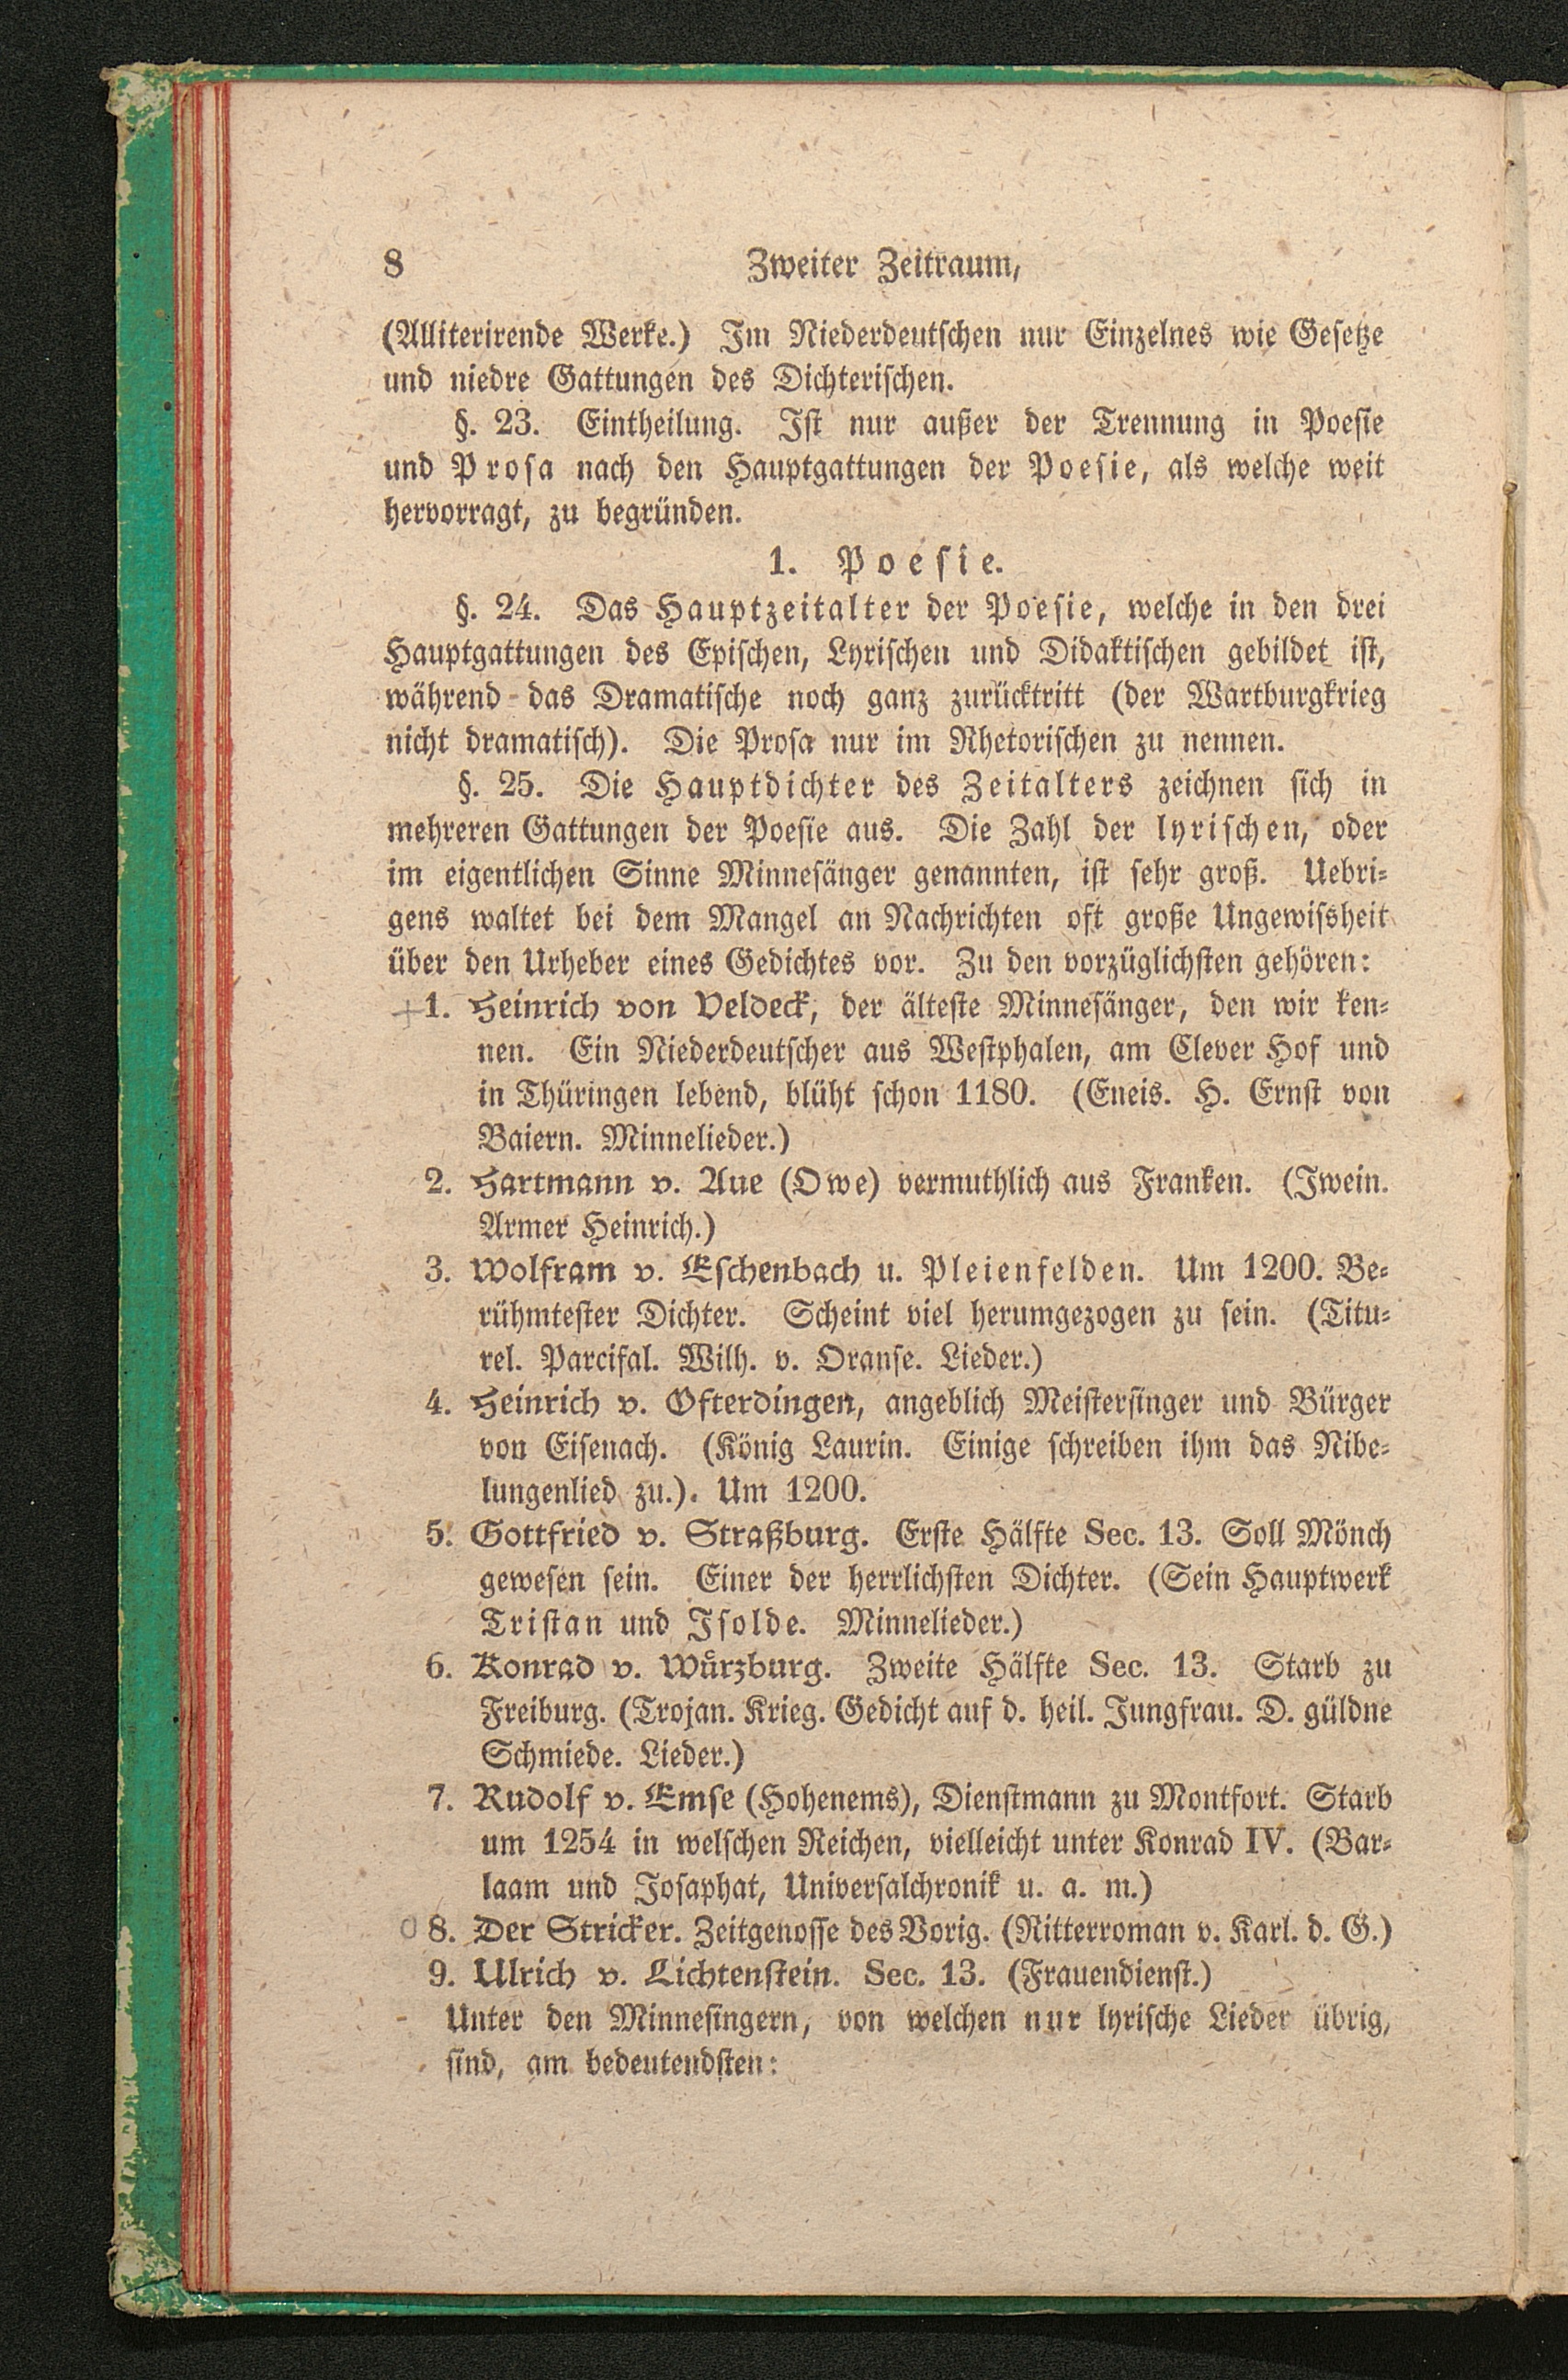 8 Zweiter Zeitraum,
(Alliterirende Werke.) Im Niederdeutschen nur Einzelnes wie Gesetze
und niedre Gattungen des Dichterischen.
§. 23. Eintheilung. Ist nur außer der Trennung in Poesie
und Prosa nach den Hauptgattungen der Poesie, als welche weit
hervorragt, zu begründen.
1. Poesie.
§. 24. Das Hauptzeitalter der Poesie, welche in den drei
Hauptgattungen des Epischen, Lyrischen und Didaktischen gebildet ist,
während das Dramatische noch ganz zurücktritt (der Wartburgkrieg
nicht dramatisch). Die Prosa nur im Rhetorischen zu nennen.
§. 25. Die Hauptdichter des Zeitalters zeichnen sich in
mehreren Gattungen der Poesie aus. Die Zahl der lyrischen, oder
im eigentlichen Sinne Minnesänger genannten, ist sehr groß. Uebri-
gens waltet bei dem Mangel an Nachrichten oft große Ungewissheit
über den Urheber eines Gedichtes vor. Zu den vorzüglichsten gehören:
+1. Heinrich von Veldeck, der älteste Minnesänger, den wir ken-
nen. Ein Niederdeutscher aus Westphalen, am Clever Hof und
in Thüringen lebend, blüht schon 1180. (Eneis. H. Ernst von
Baiern. Minnelieder.)
2. Hartmann v. Aue (Owe) vermuthlich aus Franken. (Iwein.
Armer Heinrich.)
3. Wolfram v. Eschenbach u. Pleienfelden. Um 1200. Be-
rühmtester Dichter. Scheint viel herumgezogen zu sein. (Titu-
rel. Parcifal. Wilh. v. Oranse. Lieder.)
4. Heinrich v. Ofterdingen, angeblich Meistersinger und Bürger
von Eisenach. (König Laurin. Einige schreiben ihm das Nibe-
lungenlied zu.). Um 1200.
5. Gottfried v. Straßburg. Erste Hälfte Sec. 13. Soll Mönch
gewesen sein. Einer der herrlichsten Dichter. (Sein Hauptwerk
Tristan und Isolde. Minnelieder.)
6. Konrad v. Würzburg. Zweite Hälfte Sec. 13. Starb zu
Freiburg. (Trojan. Krieg. Gedicht auf d. heil. Jungfrau. D. güldne
Schmiede. Lieder.)
7. Rudolf v. Emse (Hohenems), Dienstmann zu Montfort. Starb
um 1254 in welschen Reichen, vielleicht unter Konrad IV. (Bar-
laam und Josaphat, Universalchronik u. a. m.)
0 8. Der Stricker. Zeitgenosse des Vorig. (Ritterroman v. Karl. d. G.)
9. Ulrich v. Lichtenstein. Sec. 13. (Frauendienst.)
Unter den Minnesingern, von welchen nur lyrische Lieder übrig,
sind, am bedeutendsten: